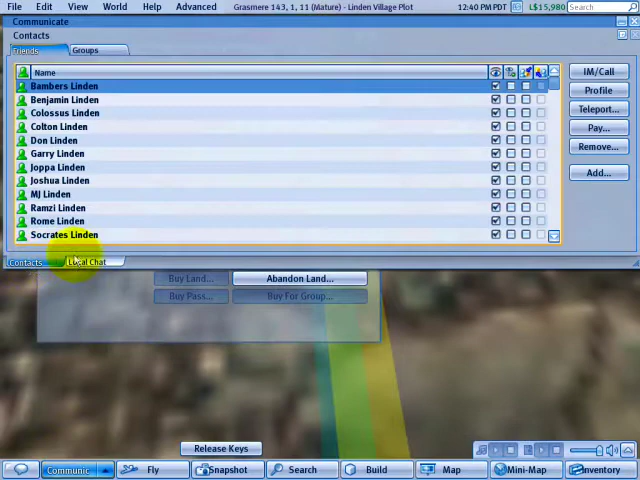 File Edit View World Help Advanced Grasmere 143, 1, 11 (Mature) - Linden Village Plot 12:40 PM PDT L$15,980 Search
Communicate
Contacts
Friends Groups
Name
Bambers Linden
Benjamin Linden
Colossus Linden
Colton Linden
Don Linden
Garry Linden
Joppa Linden
Joshua Linden
MJ Linden
Ramzi Linden
Rome Linden
Socrates Linden
IM/Call
Profile
Teleport...
Pay...
Remove...
Add...
Contacts Local Chat
Buy Land... Abandon Land...
Buy Pass... Buy For Group...
Release Keys
Communic Fly Snapshot Search Build Map Mini-Map Inventory